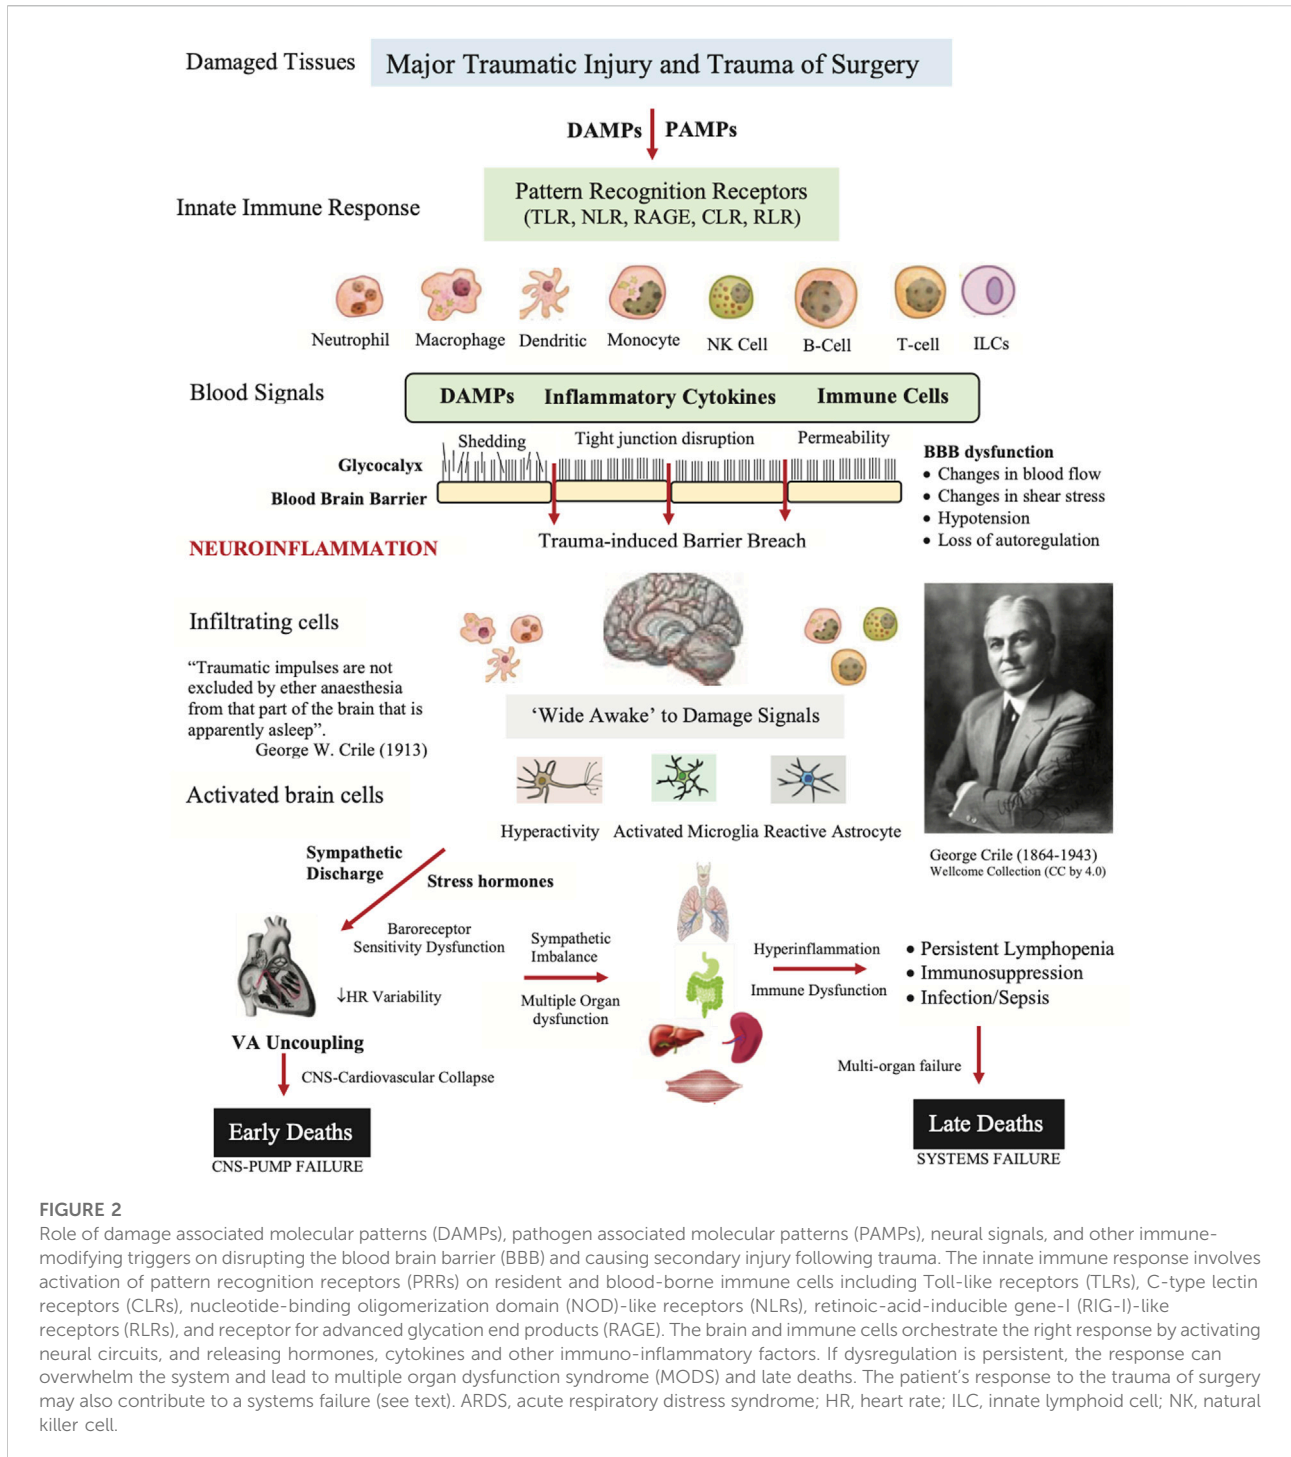 Damaged Tissues
Major Traumatic Injury and Trauma of Surgery
DAMPs PAMPs
Innate Immune Response
Pattern Recognition Receptors
(TLR, NLR, RAGE, CLR, RLR)
Neutrophil
Macrophage
Dendritic
Monocyte
NK Cell
B-Cell
T-cell
ILCs
Blood Signals
DAMPs Inflammatory Cytokines Immune Cells
Shedding
Tight junction disruption
Permeability
Glycocalyx
Blood Brain Barrier
BBB dysfunction
• Changes in blood flow
• Changes in shear stress
• Hypotension
• Loss of autoregulation
NEUROINFLAMMATION
Trauma-induced Barrier Breach
Infiltrating cells
“Traumatic impulses are not
excluded by ether anaesthesia
from that part of the brain that is
apparently asleep”.
George W. Crile (1913)
‘Wide Awake’ to Damage Signals
Activated brain cells
Hyperactivity
Activated Microglia
Reactive Astrocyte
George Crile (1864-1943)
Wellcome Collection (CC by 4.0)
Sympathetic
Discharge
Stress hormones
Baroreceptor
Sensitivity Dysfunction
↓HR Variability
Sympathetic
Imbalance
Multiple Organ
dysfunction
Hyperinflammation
Immune Dysfunction
• Persistent Lymphopenia
• Immunosuppression
• Infection/Sepsis
VA Uncoupling
CNS-Cardiovascular Collapse
Multi-organ failure
Early Deaths
CNS-PUMP FAILURE
Late Deaths
SYSTEMS FAILURE
FIGURE 2
Role of damage associated molecular patterns (DAMPs), pathogen associated molecular patterns (PAMPs), neural signals, and other immune-
modifying triggers on disrupting the blood brain barrier (BBB) and causing secondary injury following trauma. The innate immune response involves
activation of pattern recognition receptors (PRRs) on resident and blood-borne immune cells including Toll-like receptors (TLRs), C-type lectin
receptors (CLRs), nucleotide-binding oligomerization domain (NOD)-like receptors (NLRs), retinoic-acid-inducible gene-I (RIG-I)-like
receptors (RLRs), and receptor for advanced glycation end products (RAGE). The brain and immune cells orchestrate the right response by activating
neural circuits, and releasing hormones, cytokines and other immuno-inflammatory factors. If dysregulation is persistent, the response can
overwhelm the system and lead to multiple organ dysfunction syndrome (MODS) and late deaths. The patient's response to the trauma of surgery
may also contribute to a systems failure (see text). ARDS, acute respiratory distress syndrome; HR, heart rate; ILC, innate lymphoid cell; NK, natural
killer cell.